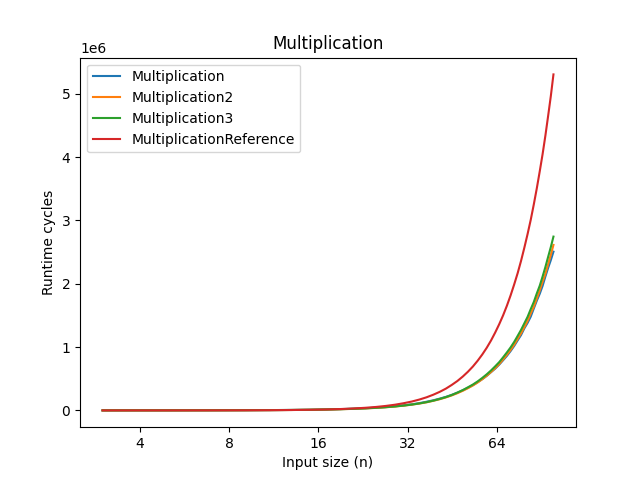 Multiplication
1e6
Multiplication
Multiplication2
Multiplication3
MultiplicationReference
5
4
3
2
1
0
Runtime cycles
4 8 16 32 64
Input size (n)